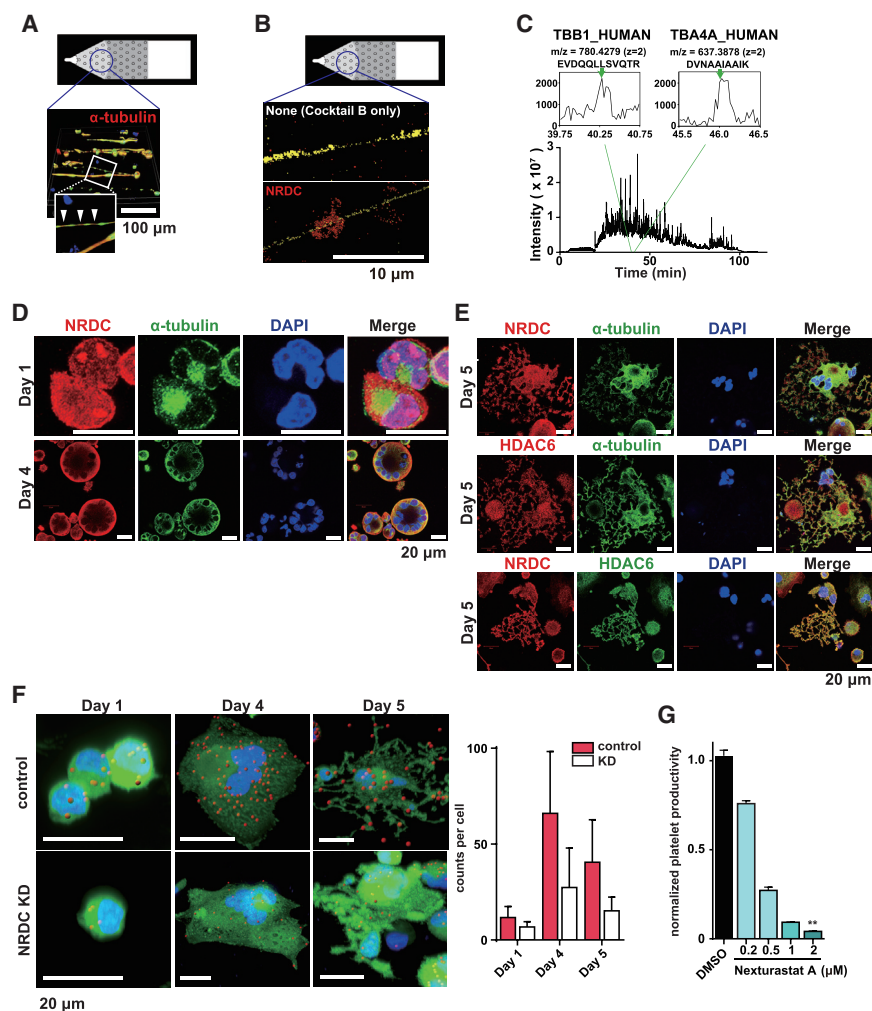 A
α-tubulin
100 µm
B
None (Cocktail B only)
NRDC
10 µm
C
TBB1_HUMAN
m/z = 780.4279 (z=2)
EVDQQLLSVQTR
2000
1000
0
39.75 40.25 40.75
TBA4A_HUMAN
m/z = 637.3878 (z=2)
DVNAAIAAIK
2000
1000
0
45.5 46.0 46.5
Intensity ( x 10⁷ )
3
2
1
0
0 50 100
Time (min)
D
NRDC α-tubulin DAPI Merge
Day 1
Day 4
20 µm
E
NRDC α-tubulin DAPI Merge
Day 5
HDAC6 α-tubulin DAPI Merge
Day 5
NRDC HDAC6 DAPI Merge
Day 5
20 µm
F
Day 1 Day 4 Day 5
control
NRDC KD
20 µm
counts per cell
100
50
0
control
KD
Day 1 Day 4 Day 5
G
normalized platelet productivity
1.0
0.5
0
**
DMSO 0.2 0.5 1 2
Nexturastat A (µM)